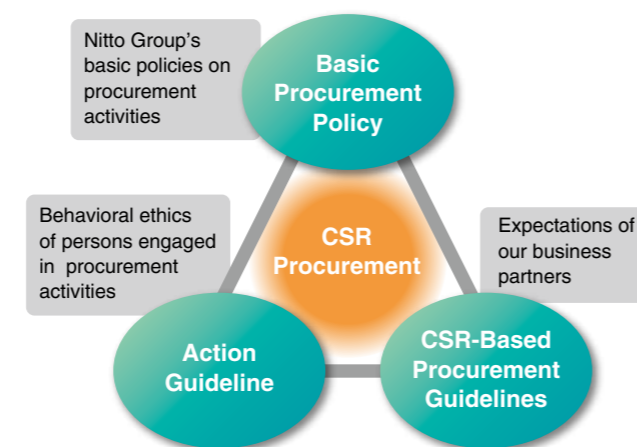 Nitto Group's
basic policies on
procurement
activities
Basic
Procurement
Policy
Behavioral ethics
of persons engaged
in procurement
activities
CSR
Procurement
Expectations of
our business
partners
Action
Guideline
CSR-Based
Procurement
Guidelines